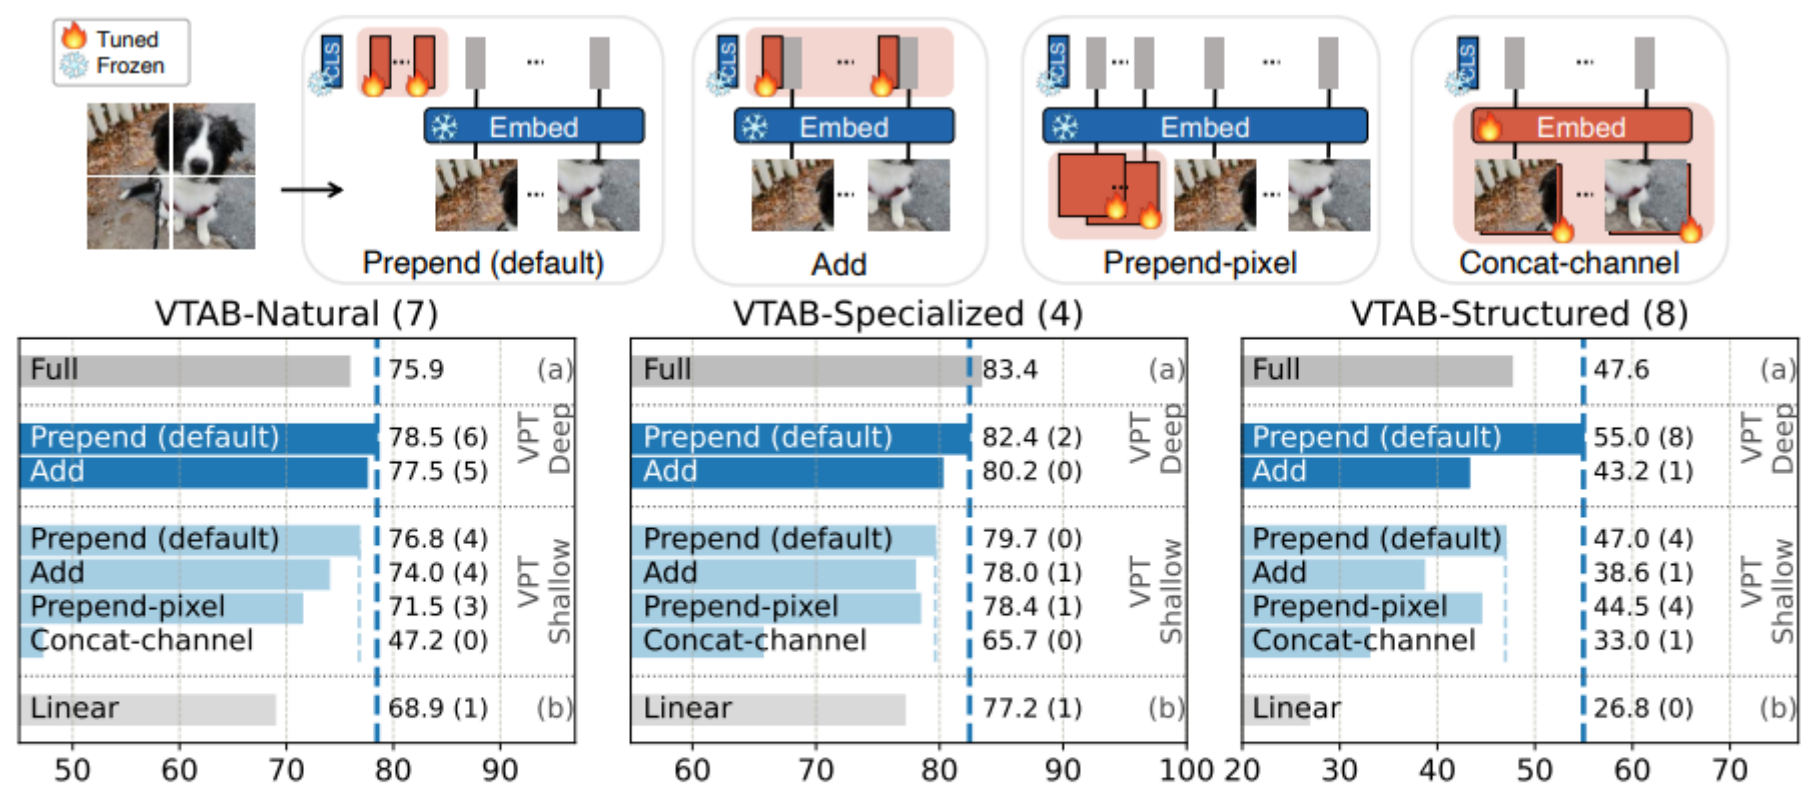 Tuned
Frozen
CLS
...
...
Embed
...
Prepend (default)
CLS
...
Embed
...
Add
CLS
...
...
Embed
...
...
Prepend-pixel
CLS
...
Embed
...
Concat-channel
VTAB-Natural (7)
Full 75.9 (a)
Prepend (default) 78.5 (6)
Add 77.5 (5)
VPT
Deep
Prepend (default) 76.8 (4)
Add 74.0 (4)
Prepend-pixel 71.5 (3)
Concat-channel 47.2 (0)
VPT
Shallow
Linear 68.9 (1) (b)
50 60 70 80 90
VTAB-Specialized (4)
Full 83.4 (a)
Prepend (default) 82.4 (2)
Add 80.2 (0)
VPT
Deep
Prepend (default) 79.7 (0)
Add 78.0 (1)
Prepend-pixel 78.4 (1)
Concat-channel 65.7 (0)
VPT
Shallow
Linear 77.2 (1) (b)
60 70 80 90 100
VTAB-Structured (8)
Full 47.6 (a)
Prepend (default) 55.0 (8)
Add 43.2 (1)
VPT
Deep
Prepend (default) 47.0 (4)
Add 38.6 (1)
Prepend-pixel 44.5 (4)
Concat-channel 33.0 (1)
VPT
Shallow
Linear 26.8 (0) (b)
20 30 40 50 60 70